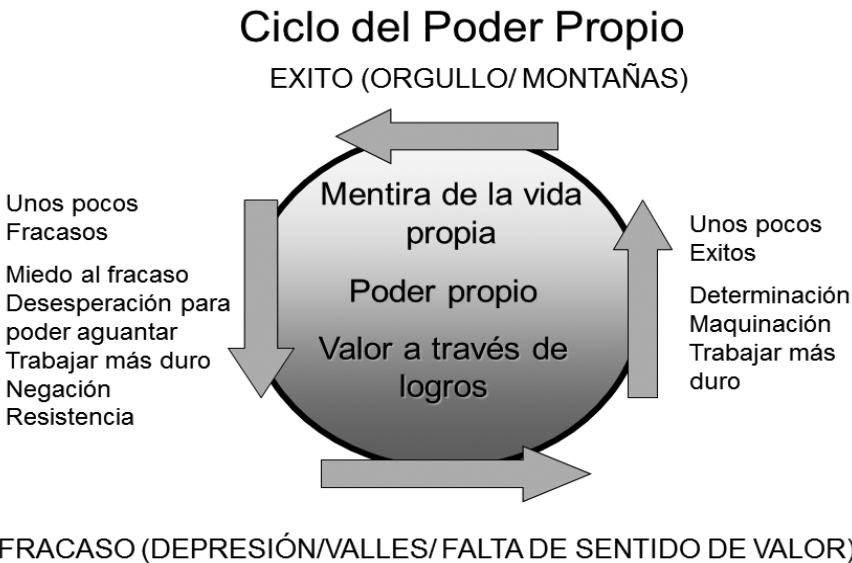 Ciclo del Poder Propio
EXITO (ORGULLO/ MONTAÑAS)
Unos pocos
Fracasos
Miedo al fracaso
Desesperación para
poder aguantar
Trabajar más duro
Negación
Resistencia
Mentira de la vida
propia
Poder propio
Valor a través de
logros
Unos pocos
Exitos
Determinación
Maquinación
Trabajar más
duro
FRACASO (DEPRESIÓN/VALLES/ FALTA DE SENTIDO DE VALOR)